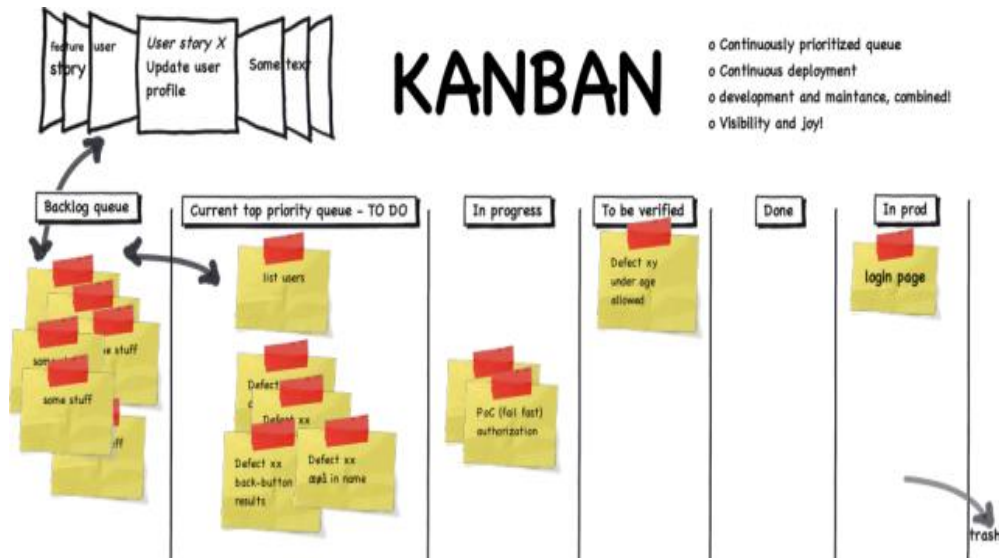 feature
story
user
User story X
Update user
profile
Some text
KANBAN
o Continuously prioritized queue
o Continuous deployment
o development and maintance, combined!
o Visibility and joy!
Backlog queue
Current top priority queue - TO DO
In progress
To be verified
Done
In prod
some stuff
list users
Defect
Defect xx
Defect xx
back-button
results
Defect xx
æøå in name
PoC (fail fast)
authorization
Defect xy
under age
allowed
login page
trash